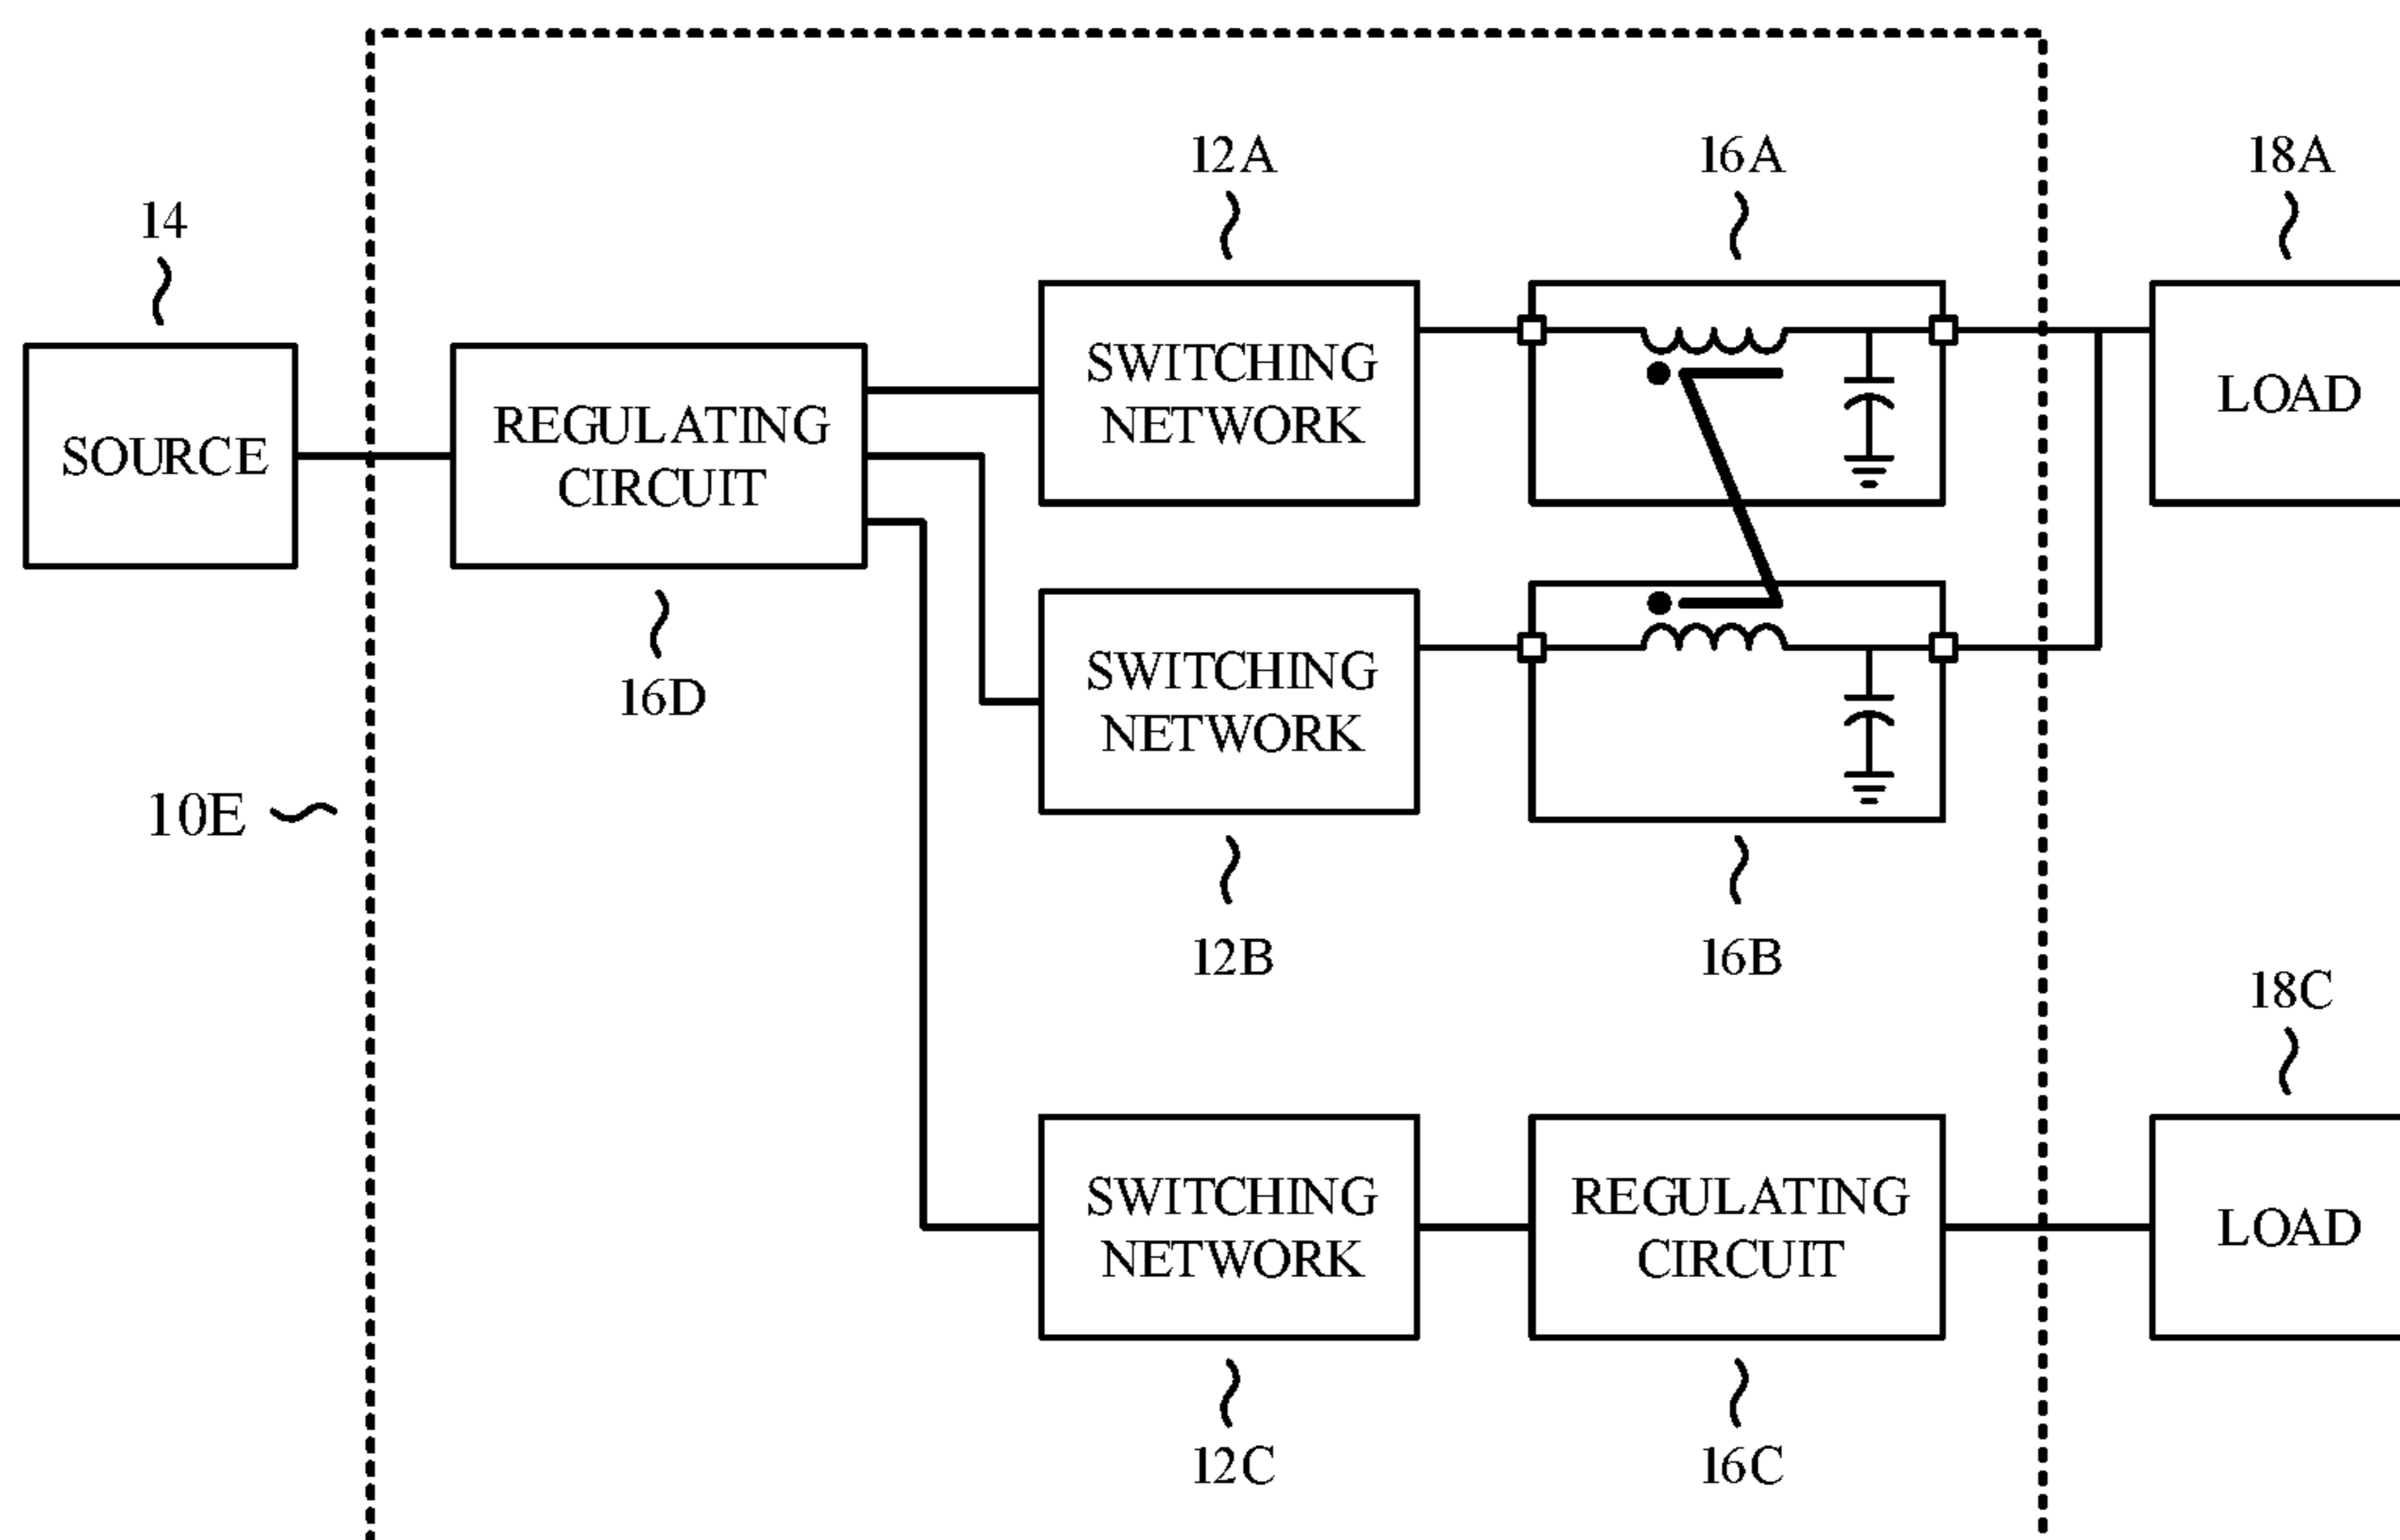 12A
16A
18A
14
SWITCHING
NETWORK
LOAD
REGULATING
CIRCUIT
SOURCE
16D
SWITCHING
NETWORK
10E
12B
16B
18C
SWITCHING
NETWORK
REGULATING
CIRCUIT
LOAD
12C
16C